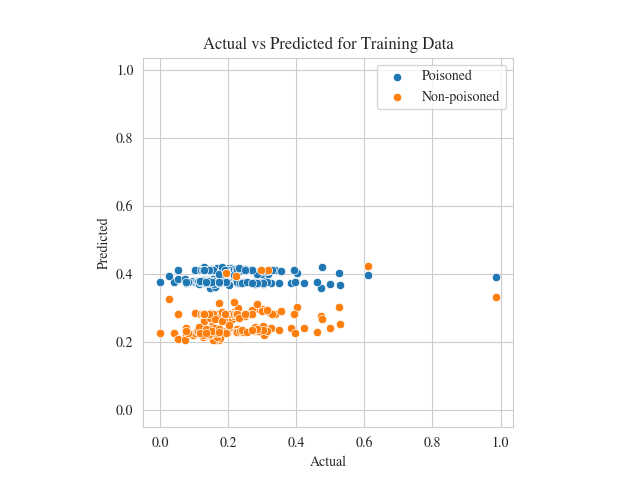 Actual vs Predicted for Training Data
Poisoned
Non-poisoned
Predicted
1.0
0.8
0.6
0.4
0.2
0.0
0.0 0.2 0.4 0.6 0.8 1.0
Actual